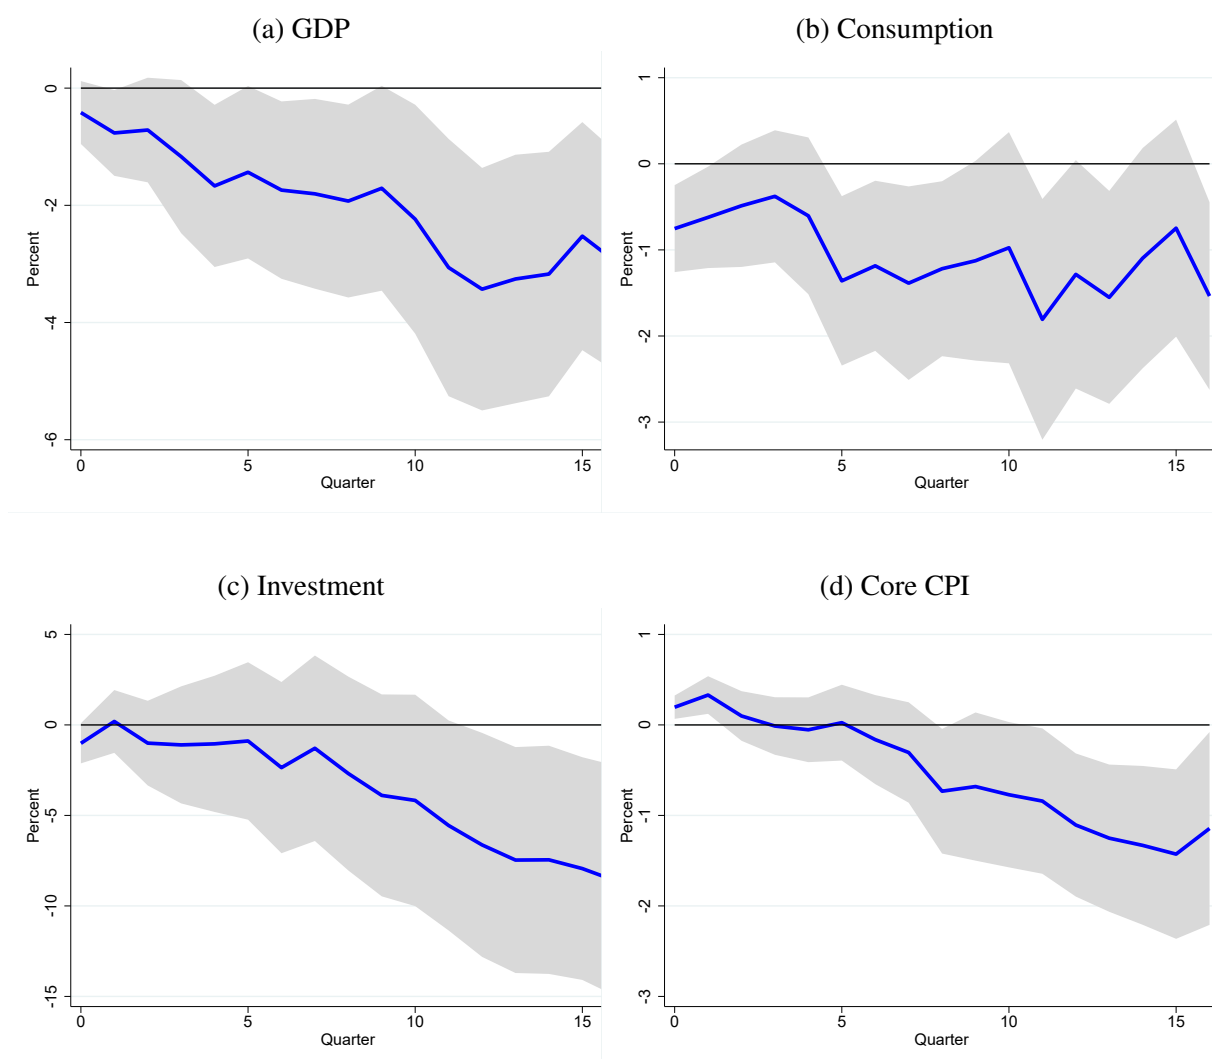 (a) GDP
0
-2
-4
-6
Percent
0 5 10 15
Quarter
(b) Consumption
1
0
-1
-2
-3
Percent
0 5 10 15
Quarter
(c) Investment
5
0
-5
-10
-15
Percent
0 5 10 15
Quarter
(d) Core CPI
1
0
-1
-2
-3
Percent
0 5 10 15
Quarter